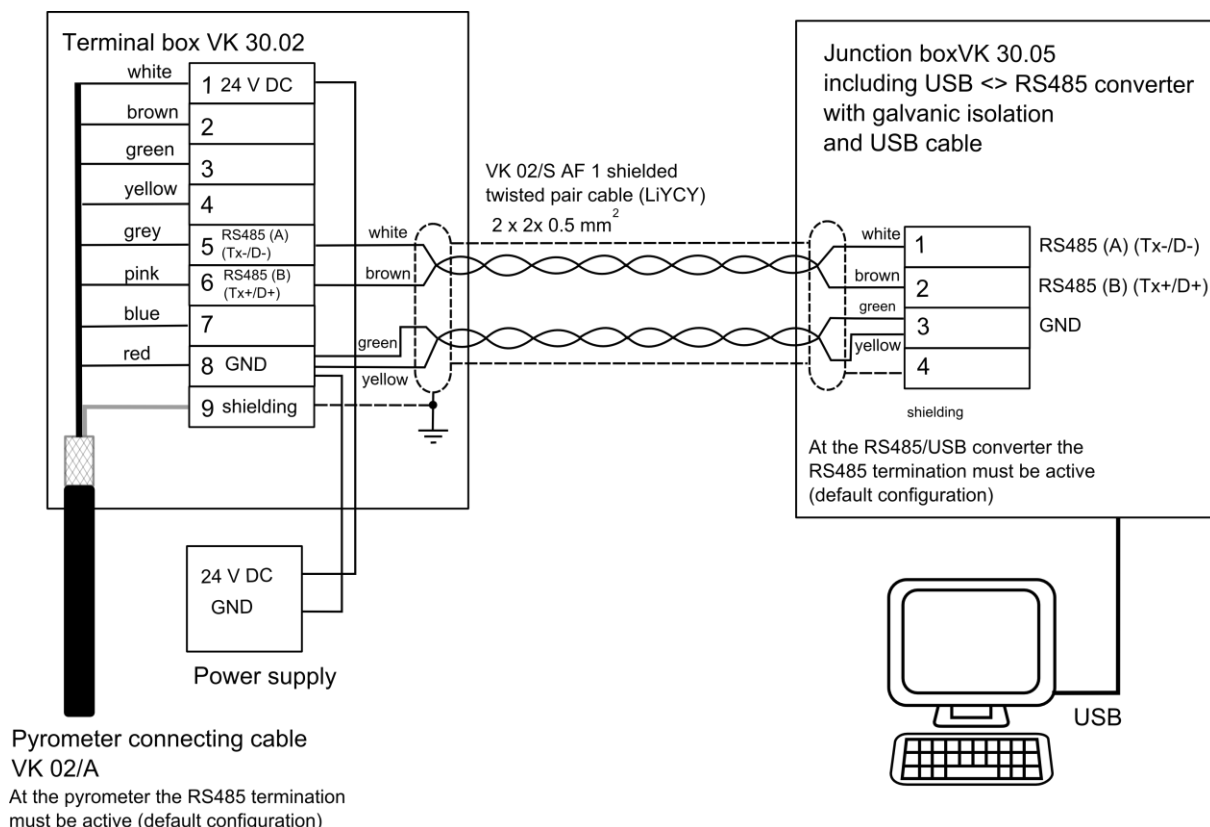 Terminal box VK 30.02
white
1 24 V DC
brown
2
green
3
yellow
4
grey
5 RS485 (A)
(Tx-/D-)
pink
6 RS485 (B)
(Tx+/D+)
blue
7
red
8 GND
9 shielding
white
brown
green
yellow
VK 02/S AF 1 shielded
twisted pair cable (LiYCY)
2 x 2x 0.5 mm²
Junction boxVK 30.05
including USB <> RS485 converter
with galvanic isolation
and USB cable
white
1 RS485 (A) (Tx-/D-)
brown
2 RS485 (B) (Tx+/D+)
green
3 GND
yellow
4
shielding
At the RS485/USB converter the
RS485 termination must be active
(default configuration)
24 V DC
GND
Power supply
USB
Pyrometer connecting cable
VK 02/A
At the pyrometer the RS485 termination
must be active (default configuration)